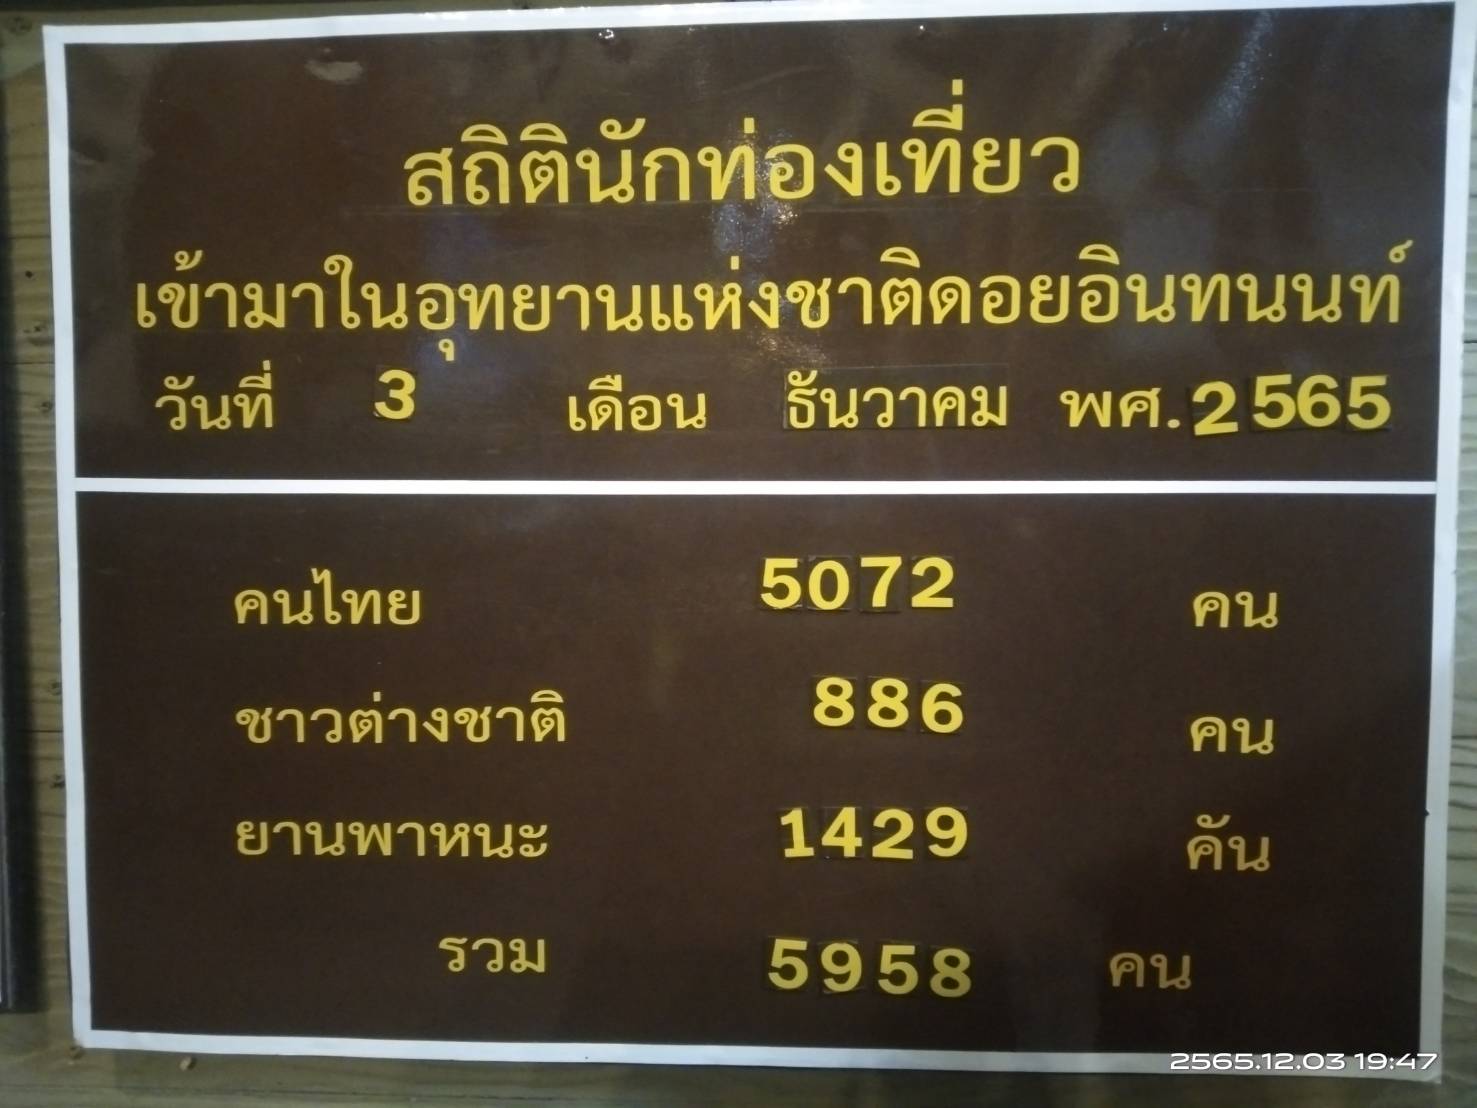 สถิตินักท่องเที่ยว
เข้ามาในอุทยานแห่งชาติดอยอินทนนท์
วันที่ 3 เดือน ธันวาคม พศ.2565
คนไทย 5072 คน
ชาวต่างชาติ 886 คน
ยานพาหนะ 1429 คัน
รวม 5958 คน
2565.12.03 19:47